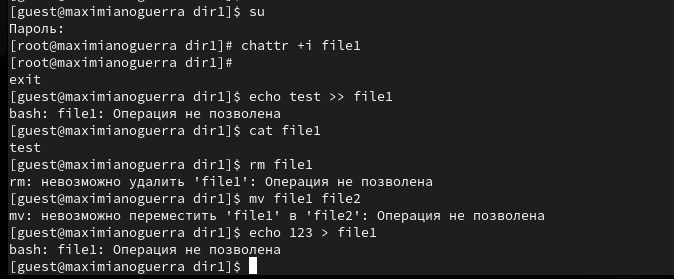 [guest@maximianoguerra dir1]$ su
Пароль:
[root@maximianoguerra dir1]# chattr +i file1
[root@maximianoguerra dir1]#
exit
[guest@maximianoguerra dir1]$ echo test >> file1
bash: file1: Операция не позволена
[guest@maximianoguerra dir1]$ cat file1
test
[guest@maximianoguerra dir1]$ rm file1
rm: невозможно удалить 'file1': Операция не позволена
[guest@maximianoguerra dir1]$ mv file1 file2
mv: невозможно переместить 'file1' в 'file2': Операция не позволена
[guest@maximianoguerra dir1]$ echo 123 > file1
bash: file1: Операция не позволена
[guest@maximianoguerra dir1]$